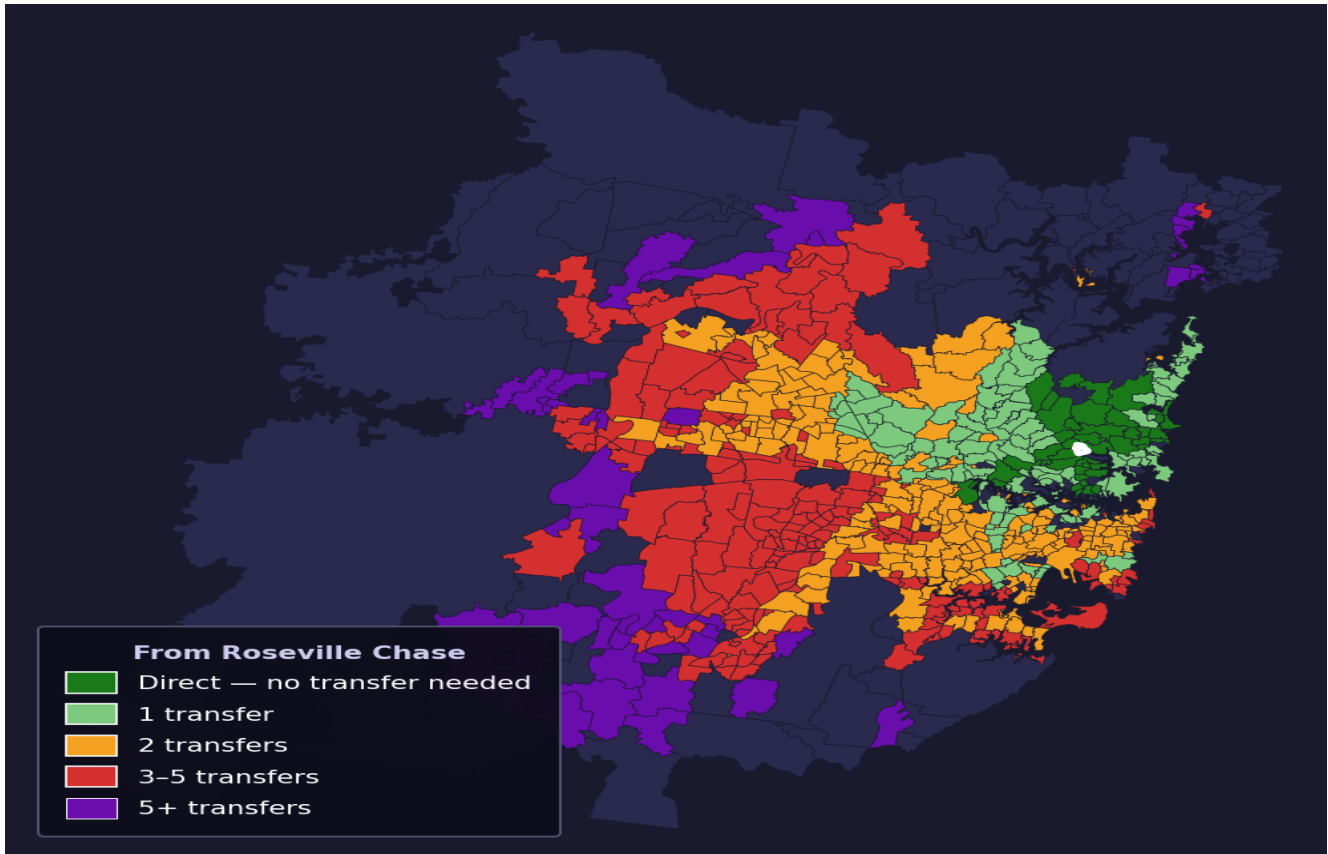 From Roseville Chase
Direct — no transfer needed
1 transfer
2 transfers
3–5 transfers
5+ transfers